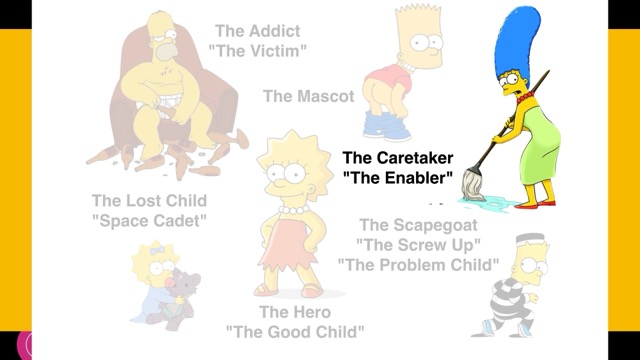 The Addict
"The Victim"
The Mascot
The Caretaker
"The Enabler"
The Lost Child
"Space Cadet"
The Scapegoat
"The Screw Up"
"The Problem Child"
The Hero
"The Good Child"